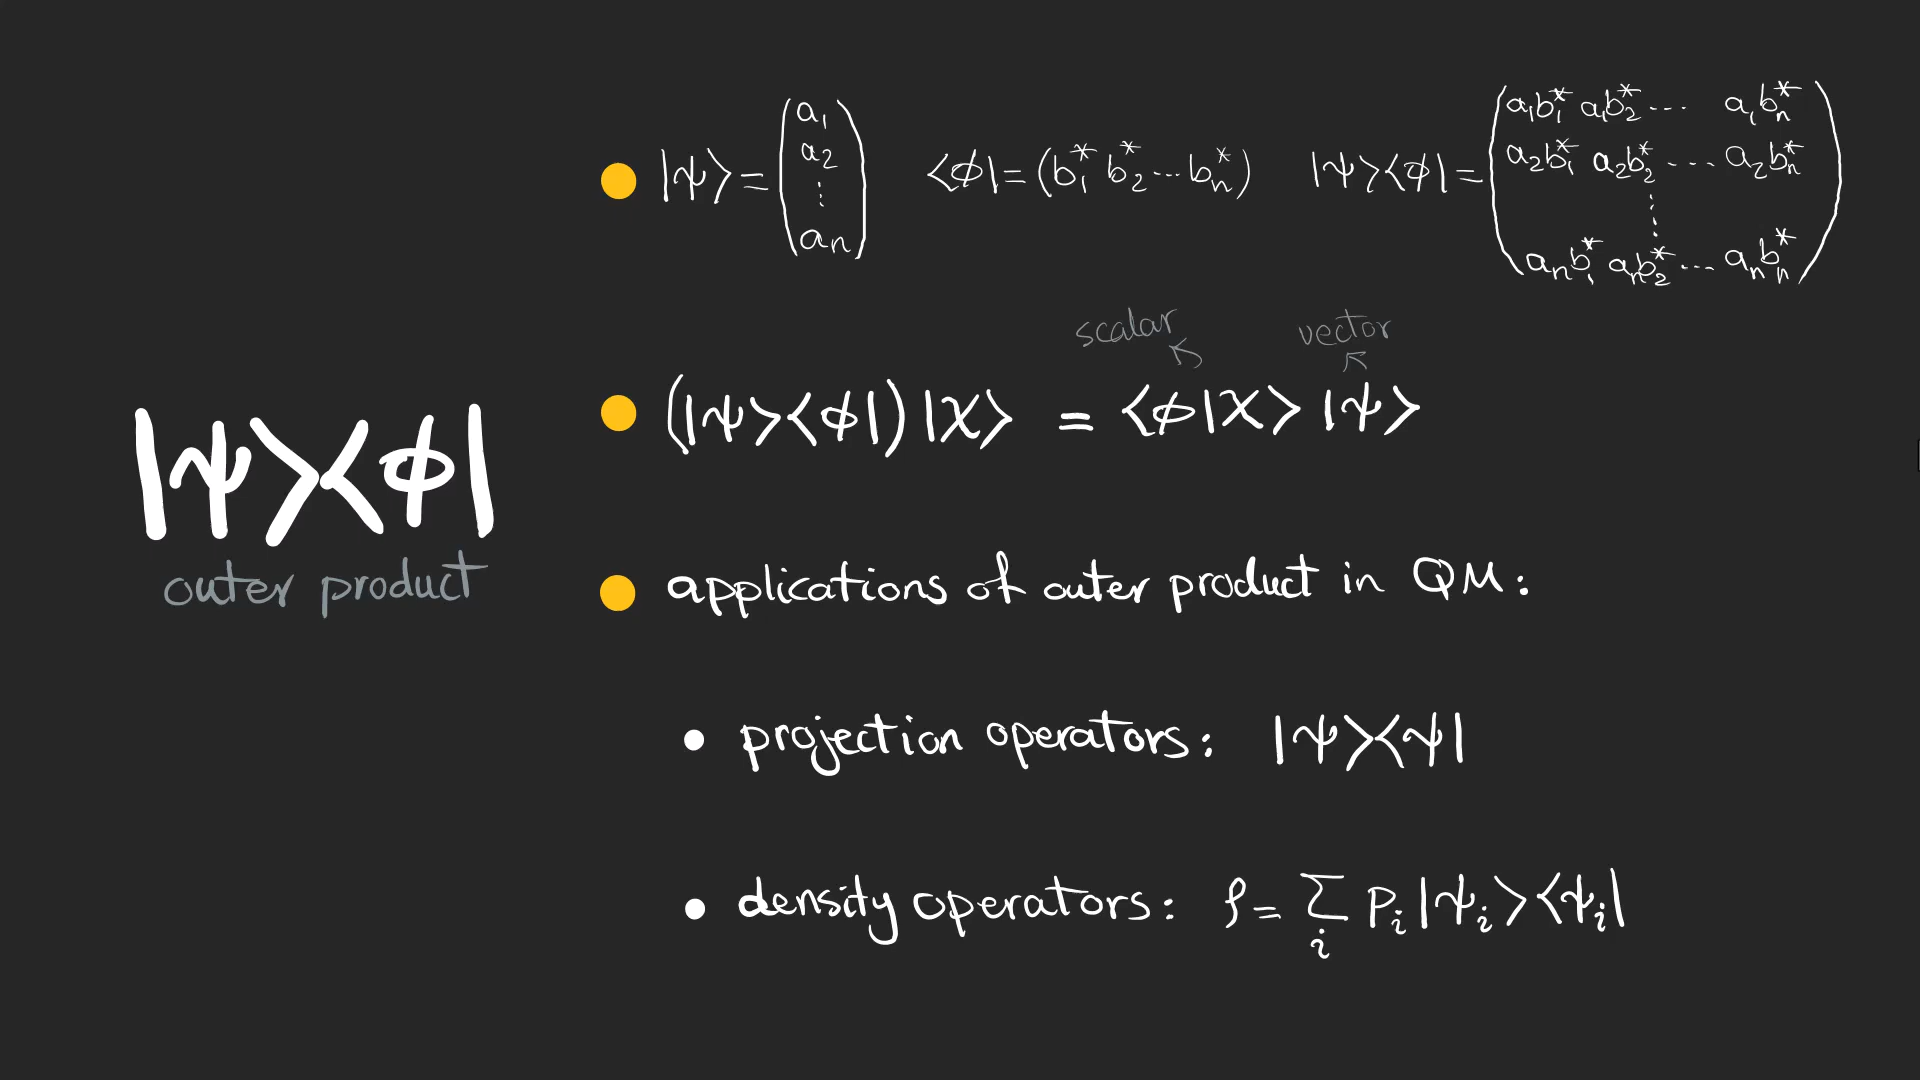 |ψ⟩⟨ϕ|
outer product
|ψ⟩ = (a₁ a₂ ⋮ aₙ) ⟨ϕ| = (b₁* b₂* ... bₙ*) |ψ⟩⟨ϕ| = (a₁b₁* a₁b₂* ... a₁bₙ*
a₂b₁* a₂b₂* ... a₂bₙ*
⋮
aₙb₁* aₙb₂* ... aₙbₙ*)
scalar vector
(|ψ⟩⟨ϕ|) |χ⟩ = ⟨ϕ|χ⟩ |ψ⟩
applications of outer product in QM:
• projection operators: |ψ⟩⟨ψ|
• density operators: ρ = ∑ᵢ pᵢ |ψᵢ⟩⟨ψᵢ|